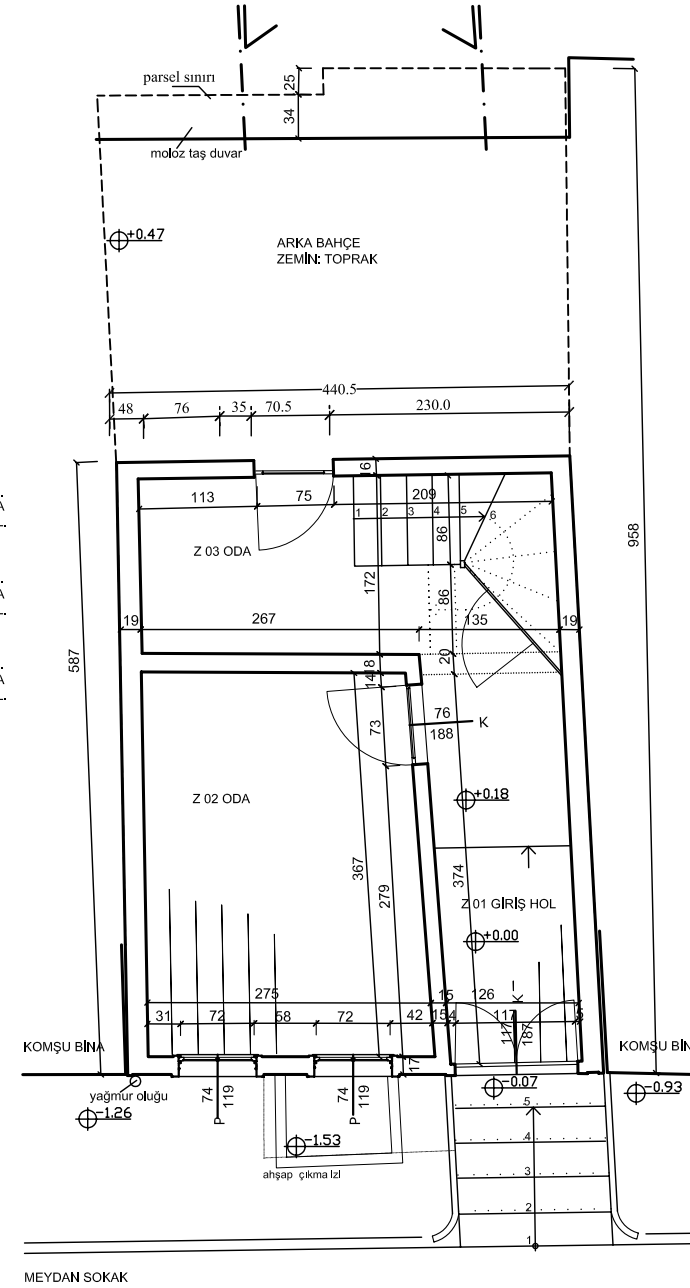 25
parsel sınırı
34
moloz taş duvar
+0.47
ARKA BAHÇE
ZEMİN: TOPRAK
440.5
48 76 35 70.5 230.0
16
113 75 209
1 2 3 4 5 6
86
Z 03 ODA
958
172
86
19 267 135 19
587
20
18
14
76
188
K
73
Z 02 ODA
+0.18
367
374
279
Z 01 GİRİŞ HOL
+0.00
K
275 15 126
31 72 58 72 42 15 4 117 5
117
187
KOMŞU BİNA
17
KOMŞU BİN
74
119
P
74
119
P
-0.07
yağmur oluğu
-1.26
-0.93
5
4
-1.53
3
ahşap çıkma izi
2
1
MEYDAN SOKAK